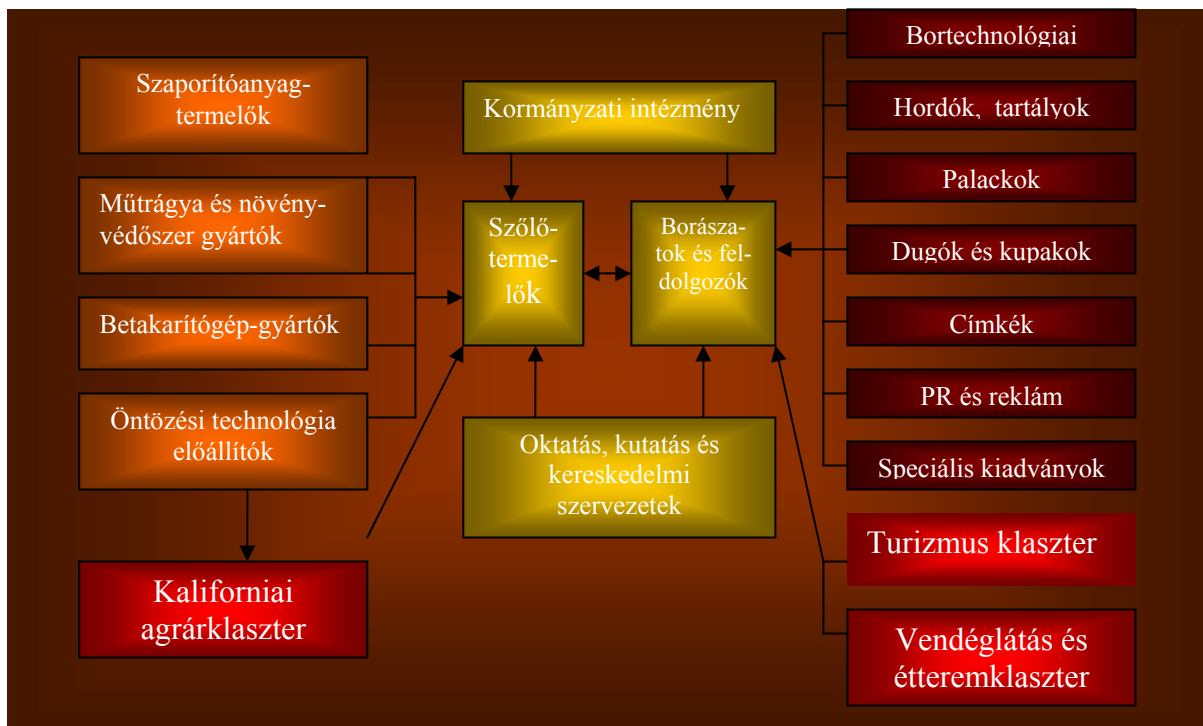 Szaporítóanyag-
termelők
Műtrágya és növény-
védőszer gyártók
Betakarítógép-gyártók
Öntözési technológia
előállítók
Kaliforniai
agrárklaszter
Kormányzati intézmény
Szőlő-
terme-
lők
Borásza-
tok és fel-
dolgozók
Oktatás, kutatás és
kereskedelmi
szervezetek
Bortechnológiai
Hordók, tartályok
Palackok
Dugók és kupakok
Címkék
PR és reklám
Speciális kiadványok
Turizmus klaszter
Vendéglátás és
étteremklaszter